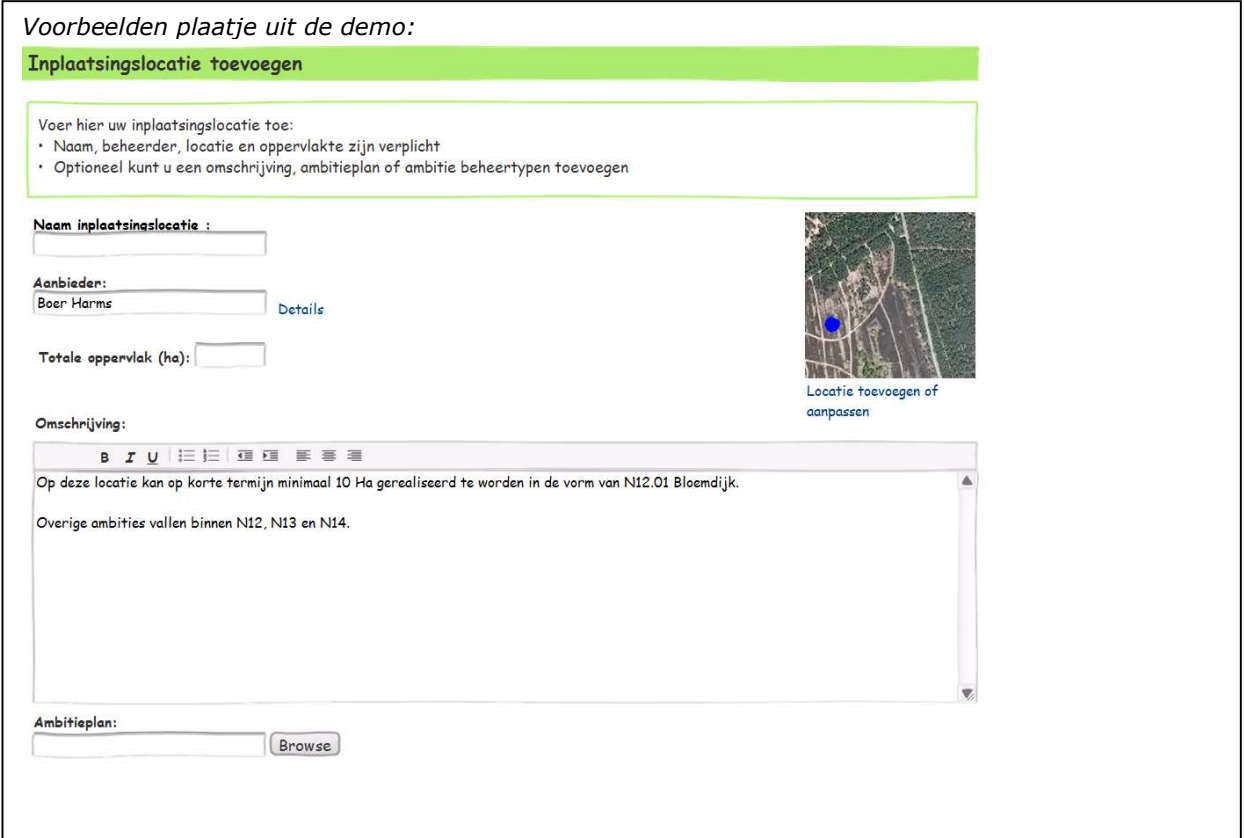 Voorbeelden plaatje uit de demo:
Inplaatsingslocatie toevoegen
Voer hier uw inplaatsingslocatie toe:
• Naam, beheerder, locatie en oppervlakte zijn verplicht
• Optioneel kunt u een omschrijving, ambitieplan of ambitie beheertypen toevoegen
Naam inplaatsingslocatie :
Aanbieder:
Boer Harms
Details
Totale oppervlak (ha):
Locatie toevoegen of
aanpassen
Omschrijving:
B I U
Op deze locatie kan op korte termijn minimaal 10 Ha gerealiseerd te worden in de vorm van N12.01 Bloemdijk.
Overige ambities vallen binnen N12, N13 en N14.
Ambitieplan:
Browse